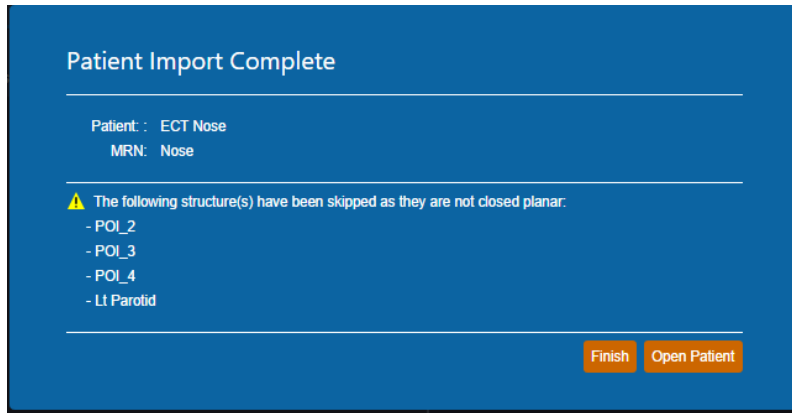 Patient Import Complete
Patient: : ECT Nose
MRN: Nose
The following structure(s) have been skipped as they are not closed planar:
- POI_2
- POI_3
- POI_4
- Lt Parotid
Finish Open Patient